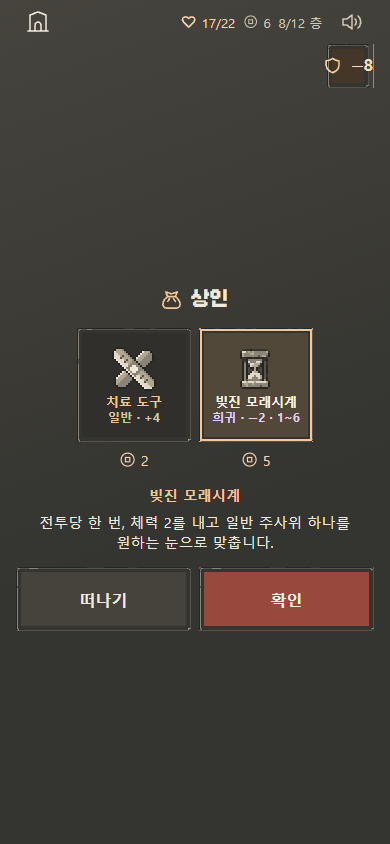 17/22 6 8/12 층
−8
상인
치료 도구
일반 · +4
빚진 모래시계
희귀 · −2 · 1~6
2
5
빚진 모래시계
전투당 한 번, 체력 2를 내고 일반 주사위 하나를
원하는 눈으로 맞춥니다.
떠나기
확인